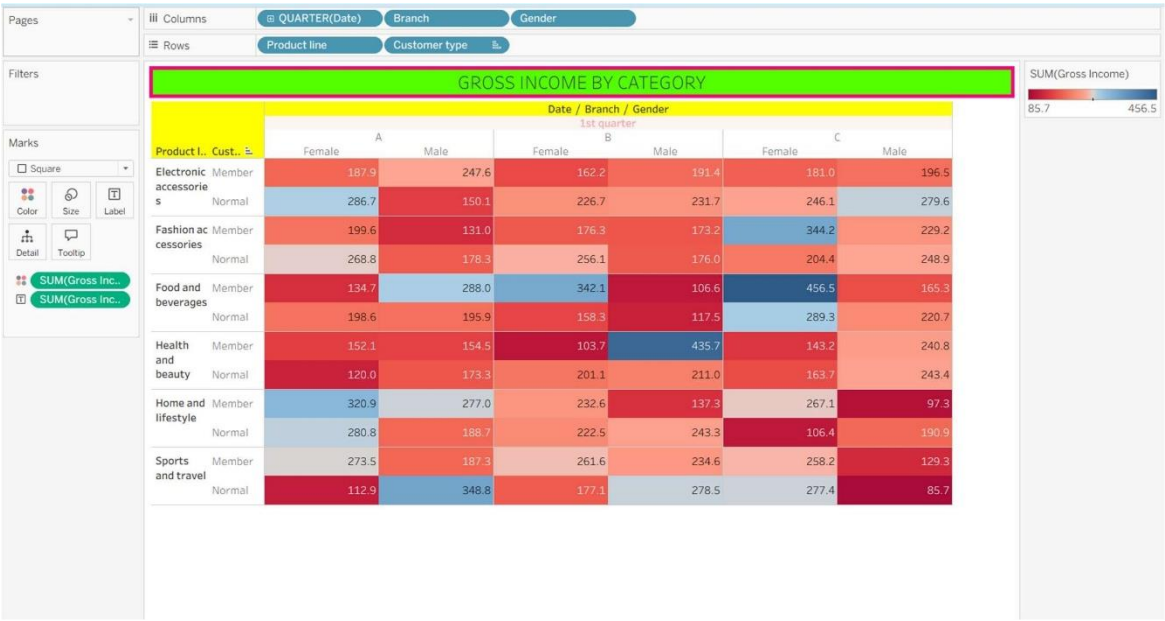 Pages
Columns QUARTER(Date) Branch Gender
Rows Product line Customer type
Filters
Marks
Square
Color Size Label
Detail Tooltip
SUM(Gross Inc..
SUM(Gross Inc..
GROSS INCOME BY CATEGORY
Date / Branch / Gender
1st quarter
A B C
Product l.. Cust.. Female Male Female Male Female Male
Electronic accessorie s Member 187.9 247.6 162.2 191.4 181.0 196.5
Normal 286.7 150.1 226.7 231.7 246.1 279.6
Fashion ac cessories Member 199.6 131.0 176.3 173.2 344.2 229.2
Normal 268.8 178.3 256.1 176.0 204.4 248.9
Food and beverages Member 134.7 288.0 342.1 106.6 456.5 165.3
Normal 198.6 195.9 158.3 117.5 289.3 220.7
Health and beauty Member 152.1 154.5 103.7 435.7 143.2 240.8
Normal 120.0 173.3 201.1 211.0 163.7 243.4
Home and lifestyle Member 320.9 277.0 232.6 137.3 267.1 97.3
Normal 280.8 188.7 222.5 243.3 106.4 190.9
Sports and travel Member 273.5 187.3 261.6 234.6 258.2 129.3
Normal 112.9 348.8 177.1 278.5 277.4 85.7
SUM(Gross Income)
85.7 456.5